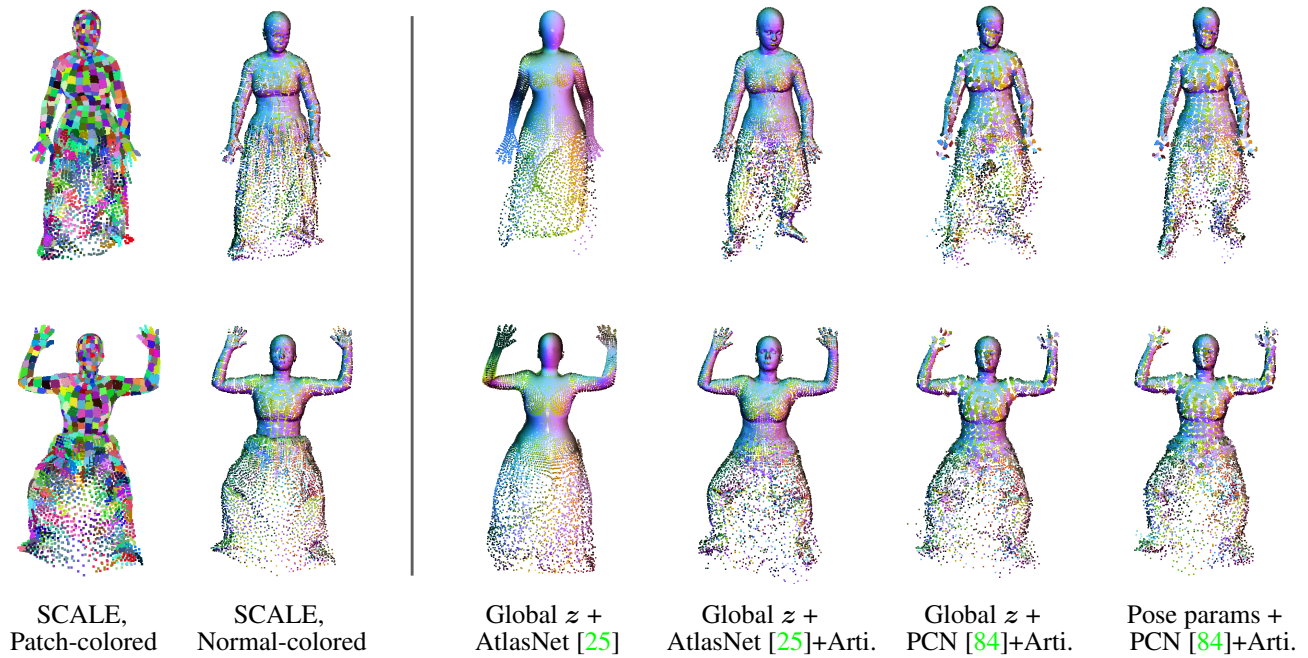 SCALE,
Patch-colored
SCALE,
Normal-colored
Global z +
AtlasNet [25]
Global z +
AtlasNet [25]+Arti.
Global z +
PCN [84]+Arti.
Pose params +
PCN [84]+Arti.